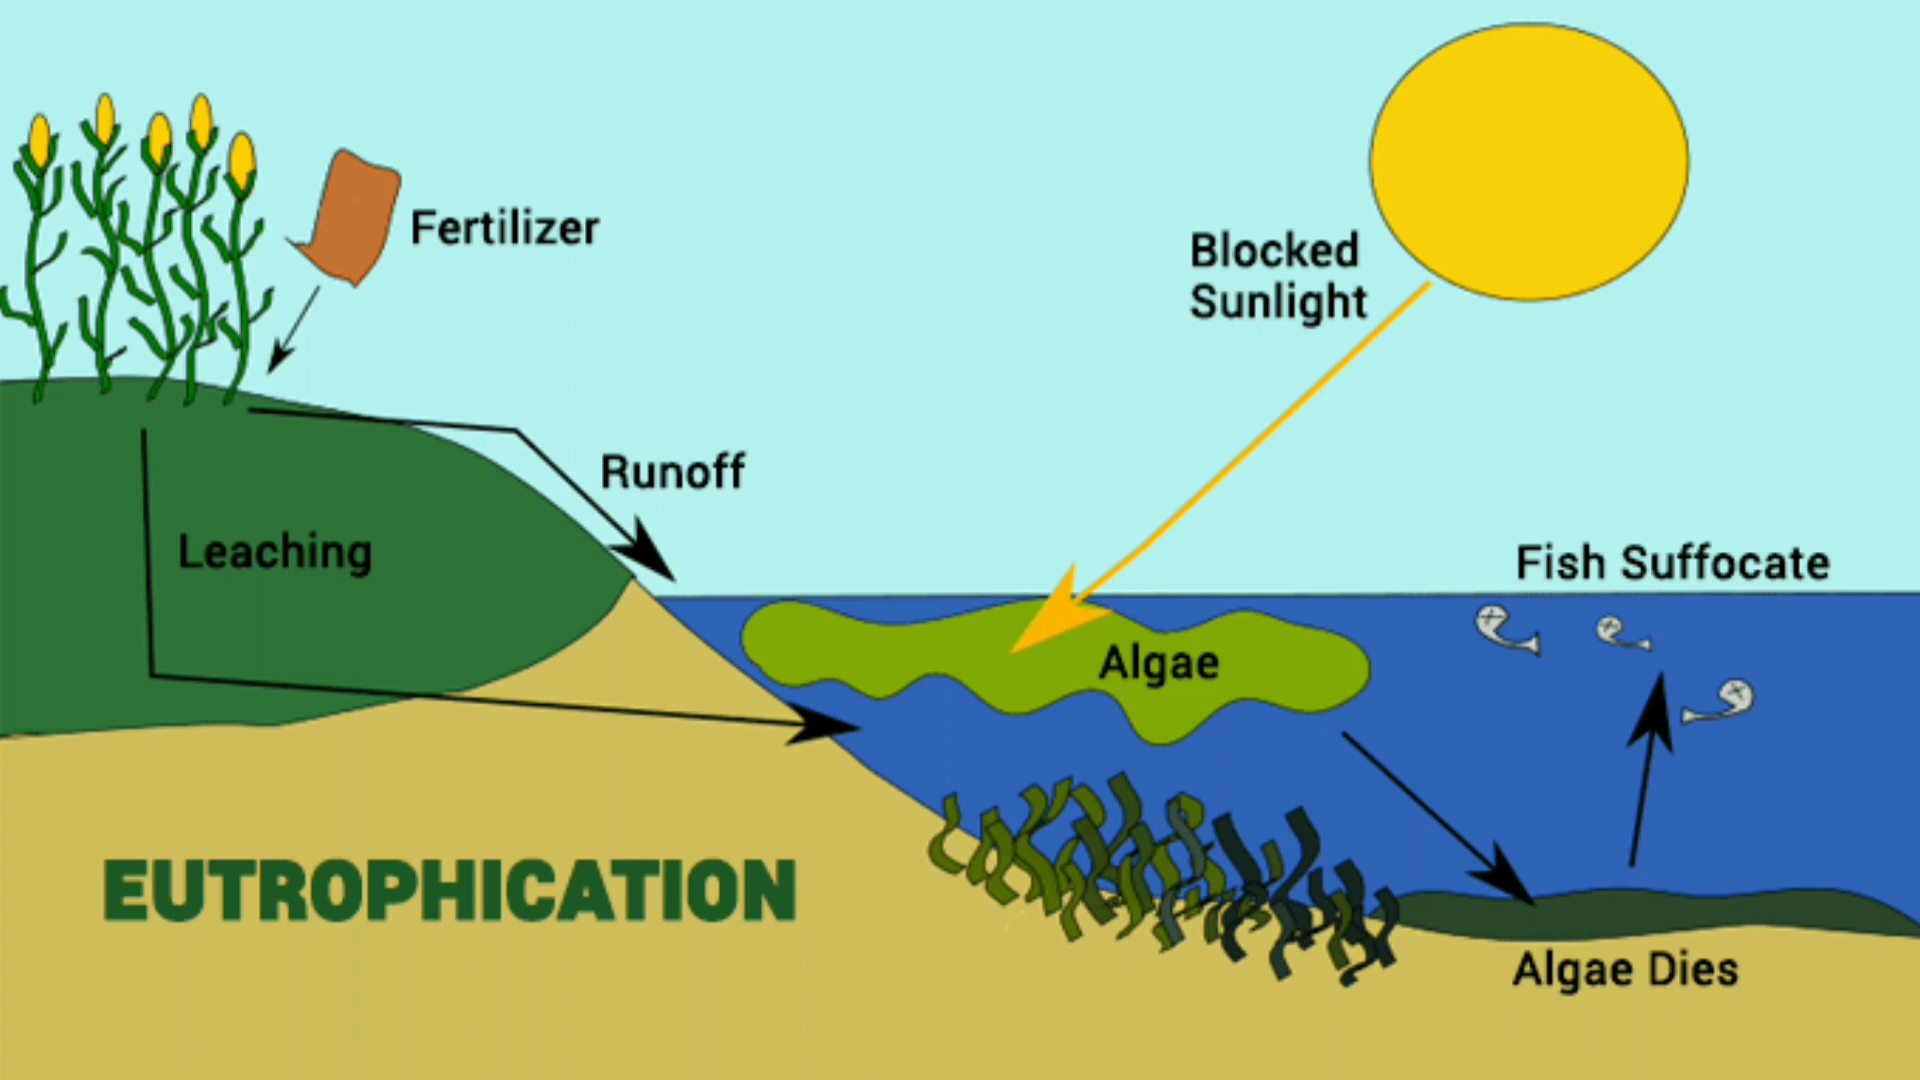 Fertilizer
Blocked
Sunlight
Runoff
Leaching
Fish Suffocate
Algae
EUTROPHICATION
Algae Dies